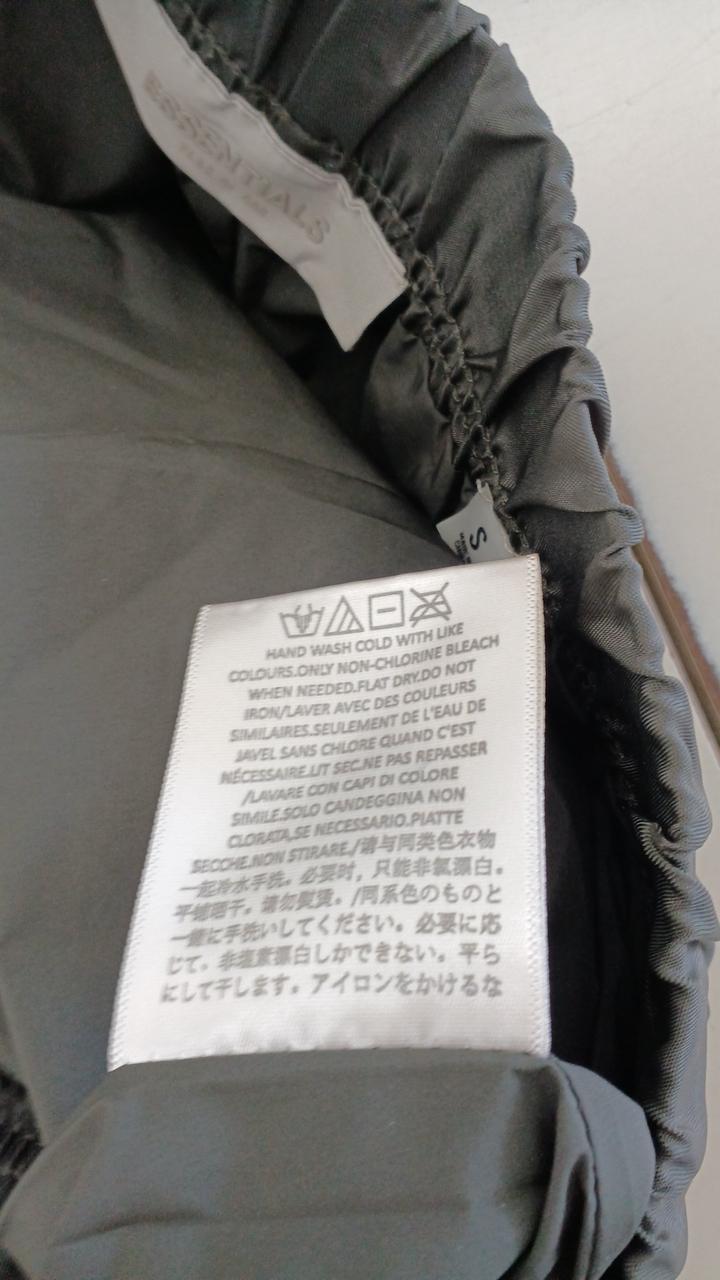 ESSENTIALS
S
HAND WASH COLD WITH LIKE
COLOURS.ONLY NON-CHLORINE BLEACH
WHEN NEEDED.FLAT DRY.DO NOT
IRON/LAVER AVEC DES COULEURS
SIMILAIRES.SEULEMENT DE L'EAU DE
JAVEL SANS CHLORE QUAND C'EST
NÉCESSAIRE.LIT SEC.NE PAS REPASSER
/LAVARE CON CAPI DI COLORE
SIMILE.SOLO CANDEGGINA NON
CLORATA,SE NECESSARIO.PIATTE
SECCHE.NON STIRARE./请与同类色衣物
一起冷水手洗。必要时，只能非氯漂白。
平铺晒干。请勿熨烫。/同系色のものと
一緒に手洗いしてください。必要に応
じて、非塩素漂白しかできない。平ら
にして干します。アイロンをかけるな